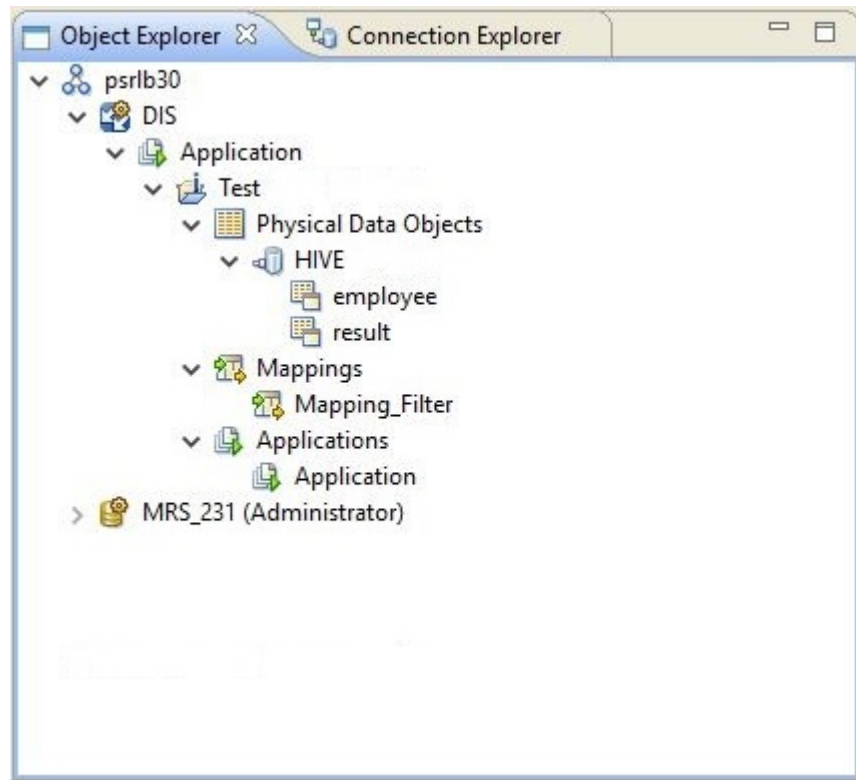 Object Explorer Connection Explorer
psrlb30
DIS
Application
Test
Physical Data Objects
HIVE
employee
result
Mappings
Mapping_Filter
Applications
Application
MRS_231 (Administrator)